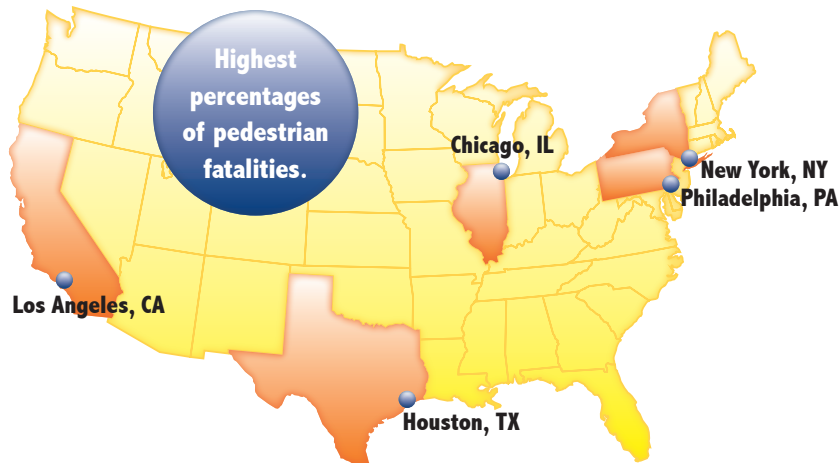 Highest
percentages
of pedestrian
fatalities.
Chicago, IL
New York, NY
Philadelphia, PA
Los Angeles, CA
Houston, TX